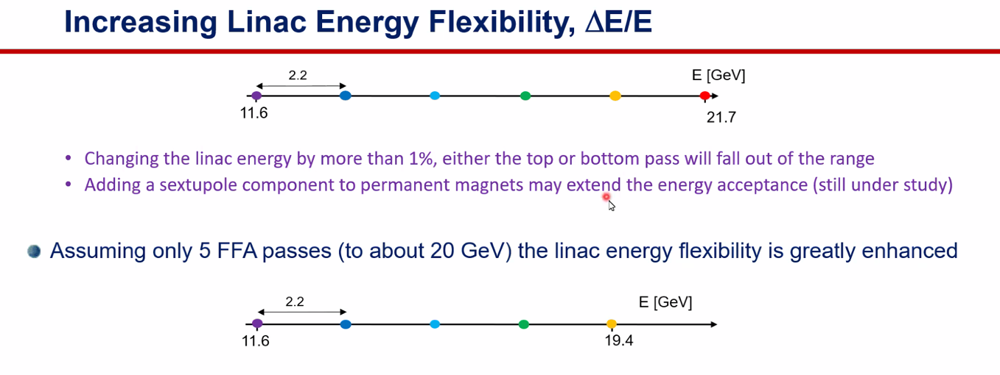 Increasing Linac Energy Flexibility, ΔE/E
2.2
E [GeV]
11.6
21.7
• Changing the linac energy by more than 1%, either the top or bottom pass will fall out of the range
• Adding a sextupole component to permanent magnets may extend the energy acceptance (still under study)
Assuming only 5 FFA passes (to about 20 GeV) the linac energy flexibility is greatly enhanced
2.2
E [GeV]
11.6
19.4